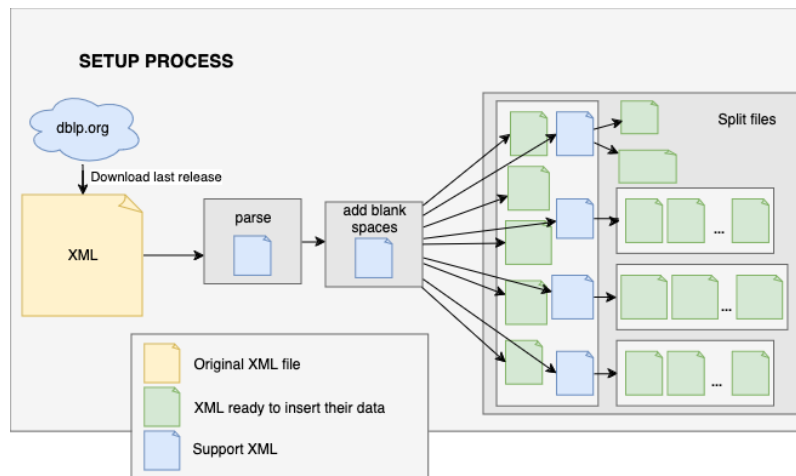 SETUP PROCESS
dblp.org
Download last release
XML
parse
add blank
spaces
Split files
...
...
...
Original XML file
XML ready to insert their data
Support XML